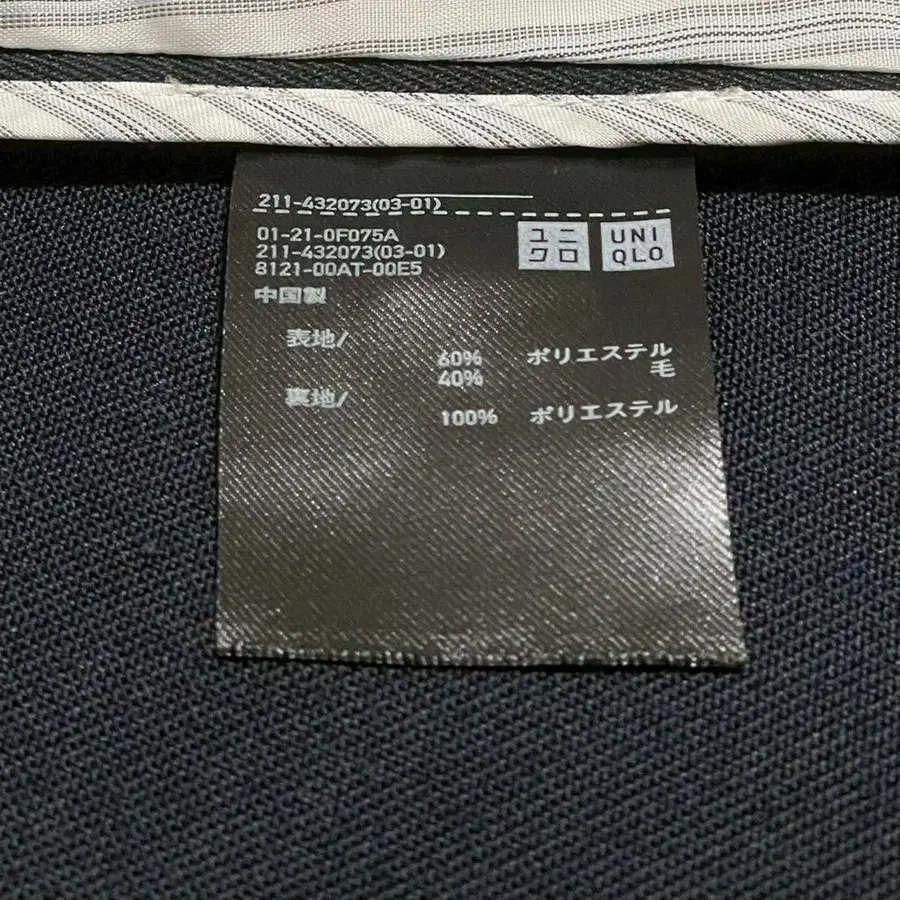 211-432073(03-01)
01-21-0F075A
211-432073(03-01)
8121-00AT-00E5
中国製
ユニ
クロ
UNI
QLO
表地/
60% ポリエステル
40% 毛
裏地/
100% ポリエステル